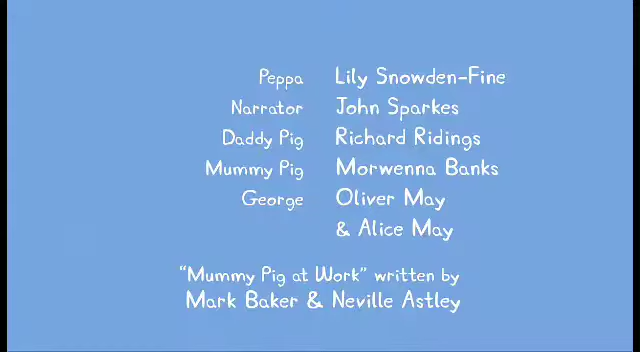 Peppa Lily Snowden-Fine
Narrator John Sparkes
Daddy Pig Richard Ridings
Mummy Pig Morwenna Banks
George Oliver May
& Alice May
"Mummy Pig at Work" written by
Mark Baker & Neville Astley